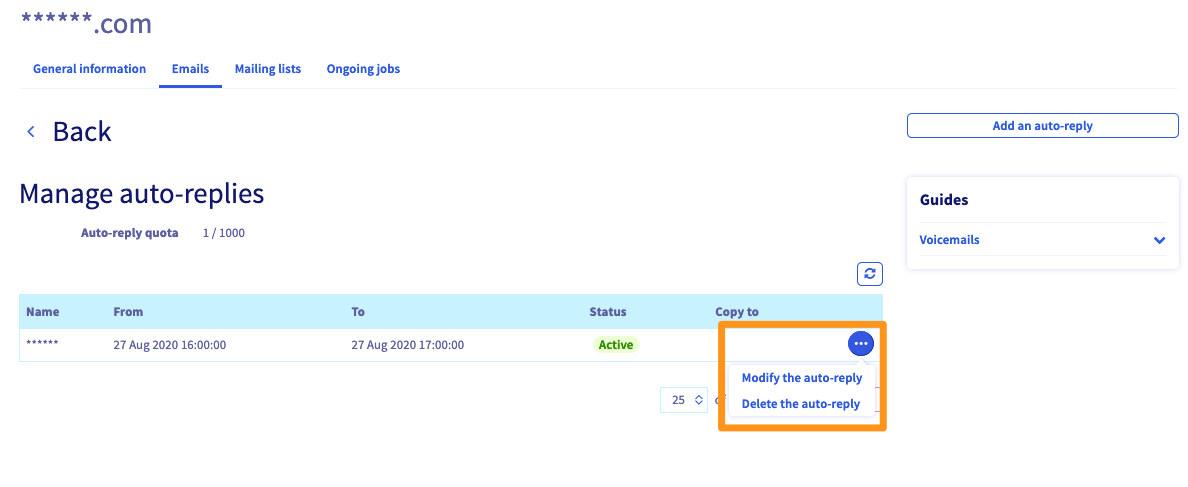 ******.com
General information Emails Mailing lists Ongoing jobs
Back
Add an auto-reply
Manage auto-replies
Guides
Auto-reply quota 1 / 1000
Voicemails
Name From To Status Copy to
****** 27 Aug 2020 16:00:00 27 Aug 2020 17:00:00 Active
Modify the auto-reply
25
Delete the auto-reply